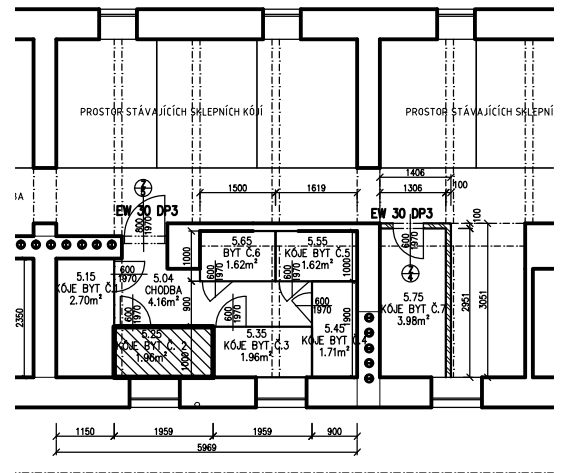 PROSTOR STÁVAJÍCÍCH SKLEPNÍCH KÓJÍ
PROSTOR STÁVAJÍCÍCH SKLEPNÍ
BA
1406
1500
1619
1306
100
EW 30 DP3
EW 30 DP3
800
1970
600
1970
100
5.65
BYT Č.6
1.62m²
5.55
KÓJE BYT Č.5
1.62m²
1000
1000
5.15
KÓJE BYT Č.1
2.70m²
600
1970
5.04
CHODBA
4.16m²
600
1970
600
1970
5.75
KÓJE BYT Č.7
3.98m²
2350
900
900
2951
3051
600
1970
600
1970
5.25
KÓJE BYT Č. 2
1.96m²
1000
5.35
KÓJE BYT Č.3
1.96m²
5.45
KÓJE BYT Č.4
1.71m²
1150
1959
1959
900
5969